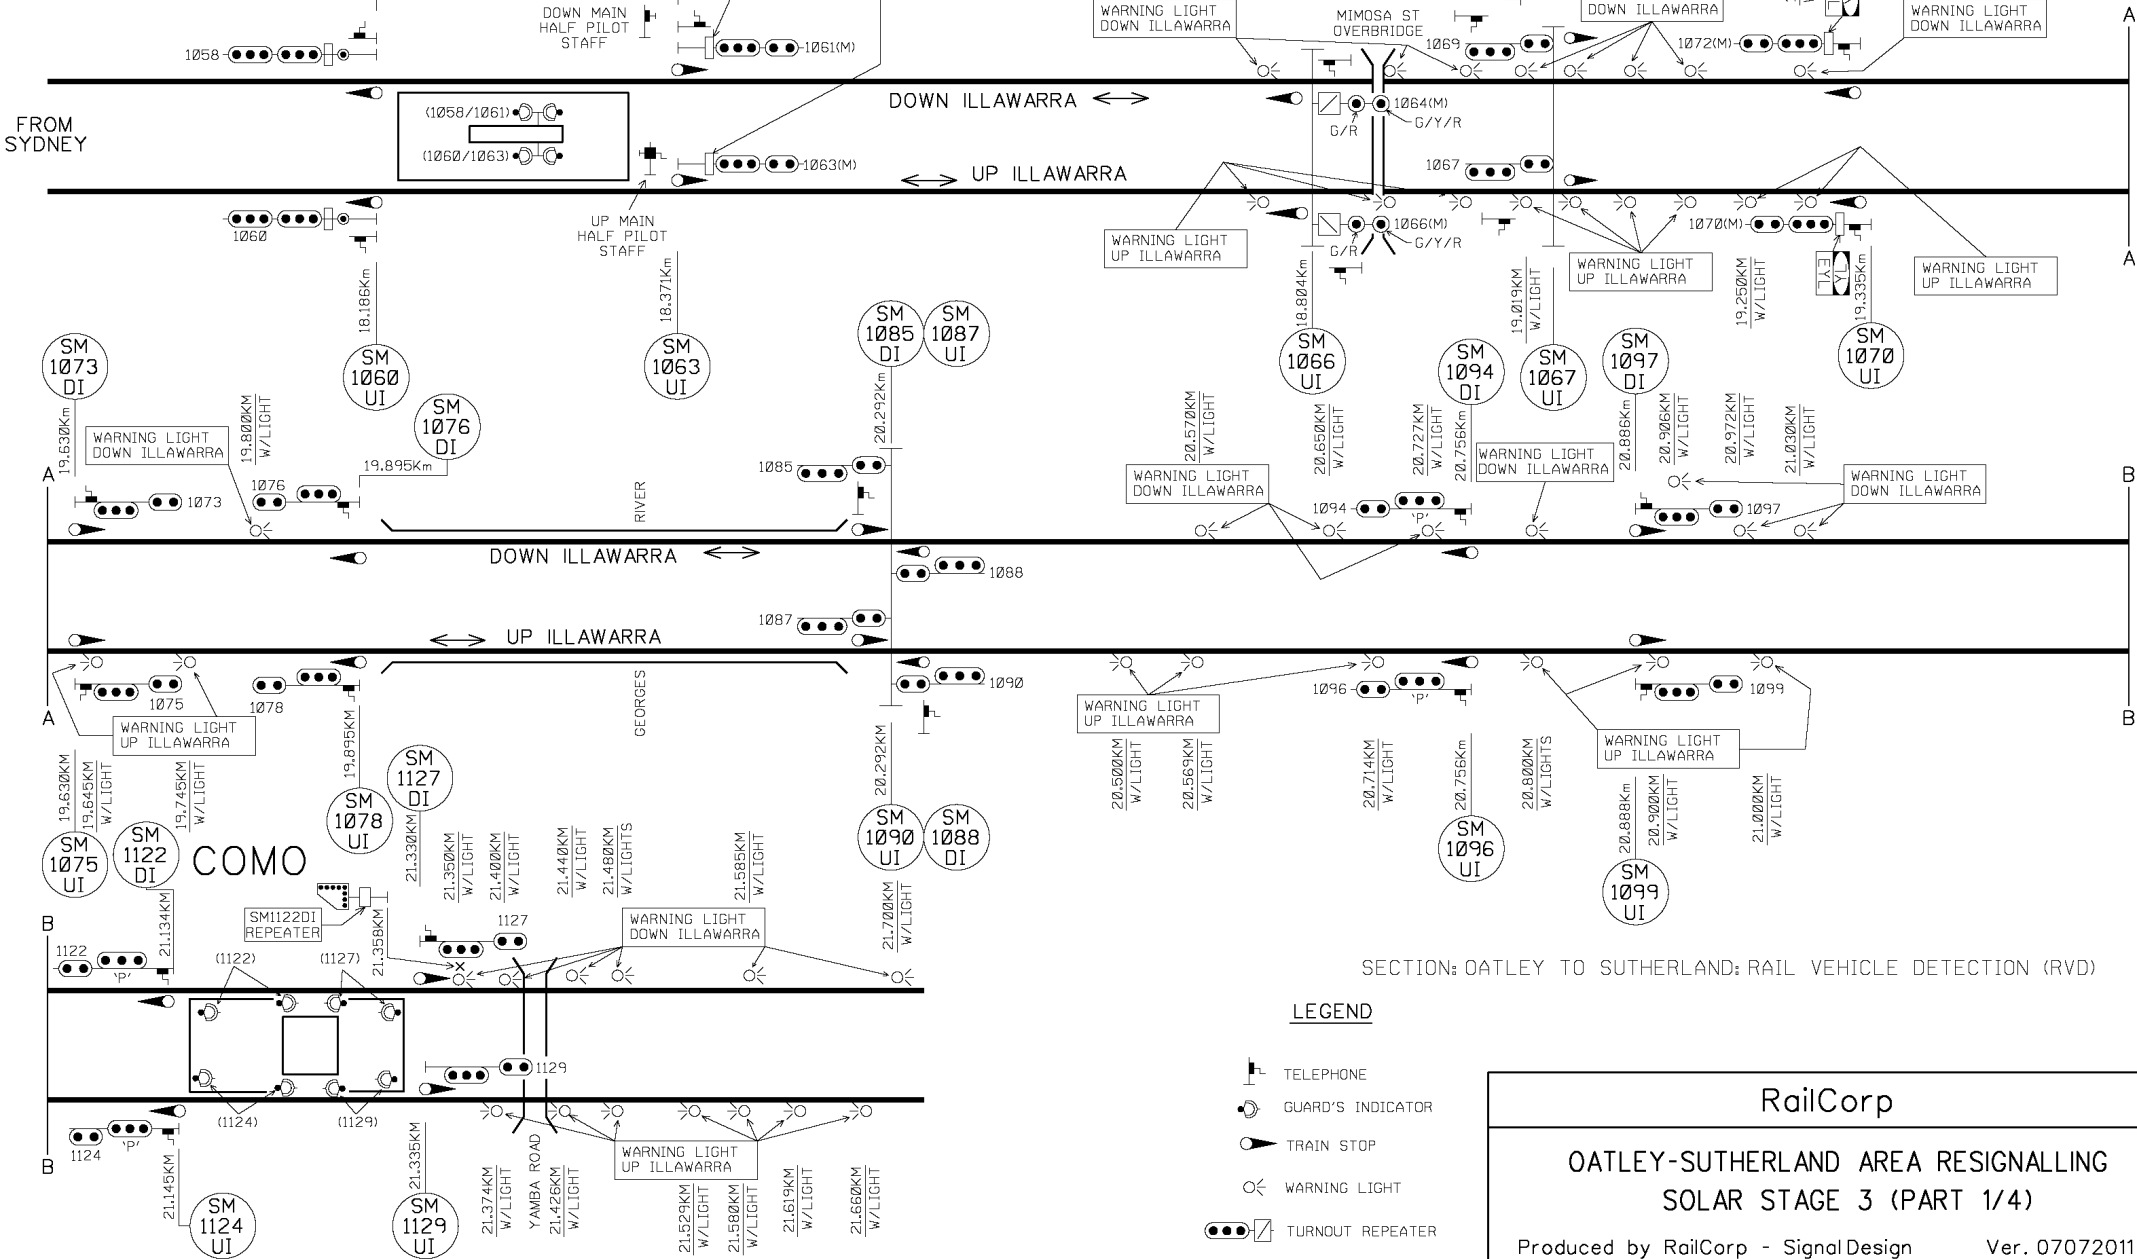 DOWN MAIN
HALF PILOT
STAFF
WARNING LIGHT
DOWN ILLAWARRA
MIMOSA ST
OVERBRIDGE
DOWN ILLAWARRA
WARNING LIGHT
DOWN ILLAWARRA
A
1058
1061(M)
1069
1072(M)
FROM
SYDNEY
(1058/1061)
(1060/1063)
DOWN ILLAWARRA
1064(M)
G/R
G/Y/R
1063(M)
UP ILLAWARRA
1067
1060
UP MAIN
HALF PILOT
STAFF
WARNING LIGHT
UP ILLAWARRA
1066(M)
G/R
G/Y/R
1070(M)
WARNING LIGHT
UP ILLAWARRA
YL
EYL
WARNING LIGHT
UP ILLAWARRA
A
18.186Km
18.371Km
18.804Km
19.019KM
W/LIGHT
19.250KM
W/LIGHT
19.335Km
SM
1073
DI
SM
1060
UI
SM
1063
UI
SM
1085
DI
SM
1087
UI
SM
1066
UI
SM
1094
DI
SM
1067
UI
SM
1097
DI
SM
1070
UI
SM
1076
DI
19.630Km
WARNING LIGHT
DOWN ILLAWARRA
19.800KM
W/LIGHT
19.895Km
20.292Km
20.570KM
W/LIGHT
20.650KM
W/LIGHT
20.727KM
W/LIGHT
20.756Km
20.886Km
20.906KM
W/LIGHT
20.972KM
W/LIGHT
21.030KM
W/LIGHT
WARNING LIGHT
DOWN ILLAWARRA
WARNING LIGHT
DOWN ILLAWARRA
WARNING LIGHT
DOWN ILLAWARRA
A
1073
1076
RIVER
1085
1094
'P'
1097
B
DOWN ILLAWARRA
1088
1087
UP ILLAWARRA
1075
1078
GEORGES
1090
1096
'P'
1099
A
B
WARNING LIGHT
UP ILLAWARRA
WARNING LIGHT
UP ILLAWARRA
WARNING LIGHT
UP ILLAWARRA
19.630KM
19.645KM
W/LIGHT
19.745KM
W/LIGHT
19.895KM
20.292KM
20.500KM
W/LIGHT
20.569KM
W/LIGHT
20.714KM
W/LIGHT
20.756Km
20.800KM
W/LIGHTS
20.888Km
20.900KM
W/LIGHT
21.000KM
W/LIGHT
SM
1075
UI
SM
1122
DI
SM
1078
UI
SM
1127
DI
SM
1090
UI
SM
1088
DI
SM
1096
UI
SM
1099
UI
COMO
21.134KM
SM1122DI
REPEATER
21.358KM
21.330KM
21.350KM
W/LIGHT
21.400KM
W/LIGHT
21.440KM
W/LIGHT
21.480KM
W/LIGHTS
21.585KM
W/LIGHT
21.700KM
W/LIGHT
B
1122
'P'
(1122)
(1127)
1127
WARNING LIGHT
DOWN ILLAWARRA
1129
(1124)
(1129)
1124
'P'
B
21.145KM
SM
1124
UI
21.335KM
SM
1129
UI
21.374KM
W/LIGHT
YAMBA ROAD
21.426KM
W/LIGHT
WARNING LIGHT
UP ILLAWARRA
21.529KM
W/LIGHT
21.580KM
W/LIGHT
21.619KM
W/LIGHT
21.660KM
W/LIGHT
SECTION: OATLEY TO SUTHERLAND: RAIL VEHICLE DETECTION (RVD)
LEGEND
TELEPHONE
GUARD'S INDICATOR
TRAIN STOP
WARNING LIGHT
TURNOUT REPEATER
RailCorp
OATLEY-SUTHERLAND AREA RESIGNALLING
SOLAR STAGE 3 (PART 1/4)
Produced by RailCorp - Signal Design Ver. 07072011